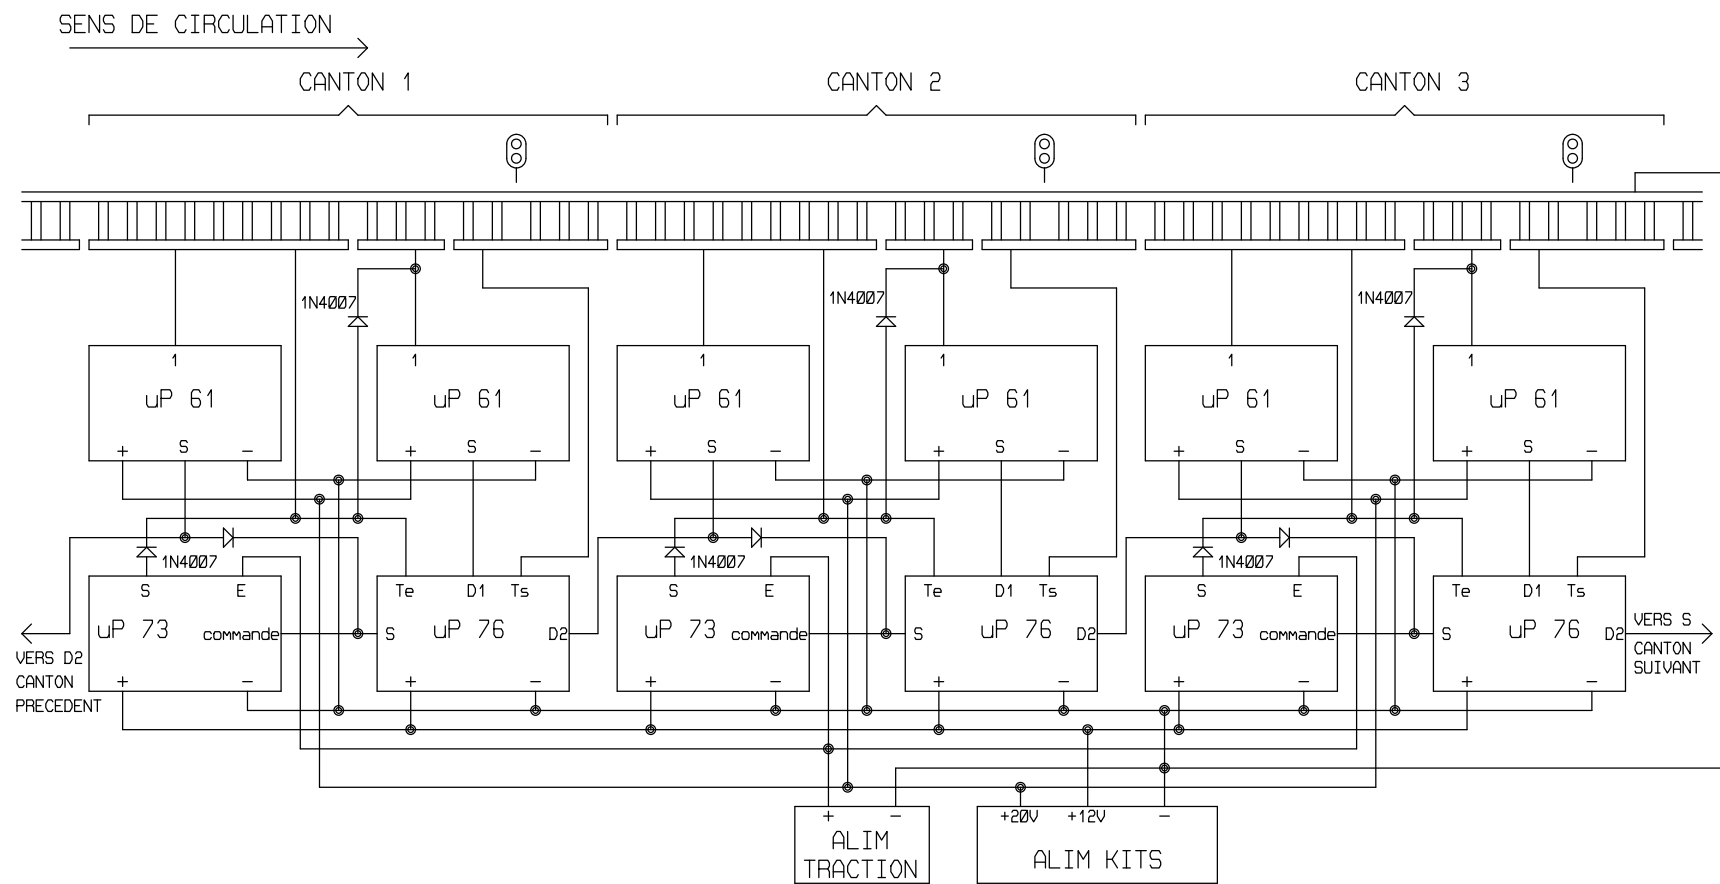 SENS DE CIRCULATION
CANTON 1 CANTON 2 CANTON 3
1N4007 1N4007 1N4007
1 1 1 1 1 1
uP 61 uP 61 uP 61 uP 61 uP 61 uP 61
+ S − + S − + S − + S − + S − + S −
1N4007 1N4007 1N4007
S E Te D1 Ts S E Te D1 Ts S E Te D1 Ts
uP 73 commande S uP 76 D2 uP 73 commande S uP 76 D2 uP 73 commande S uP 76 D2
+ − + − + − + − + − + −
VERS D2
CANTON
PRECEDENT
VERS S
CANTON
SUIVANT
+ −
ALIM
TRACTION
+20V +12V −
ALIM KITS